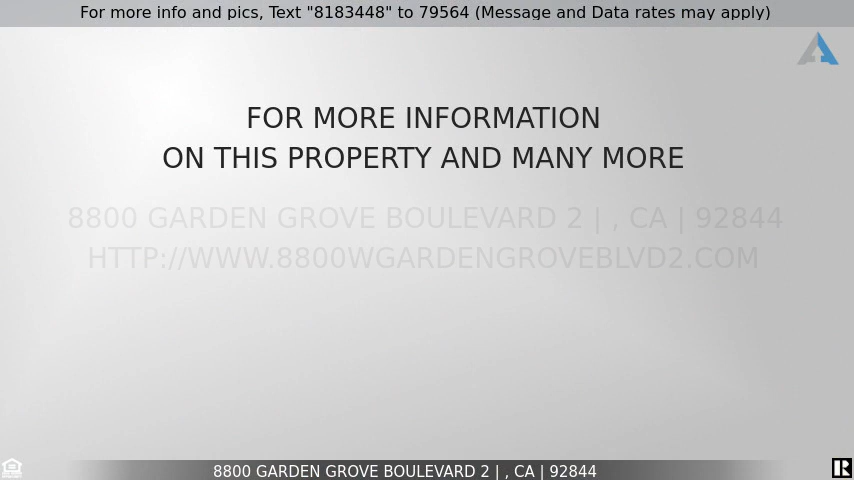 For more info and pics, Text "8183448" to 79564 (Message and Data rates may apply)
FOR MORE INFORMATION
ON THIS PROPERTY AND MANY MORE
8800 GARDEN GROVE BOULEVARD 2 | , CA | 92844
HTTP://WWW.8800WGARDENGROVEBLVD2.COM
8800 GARDEN GROVE BOULEVARD 2 | , CA | 92844